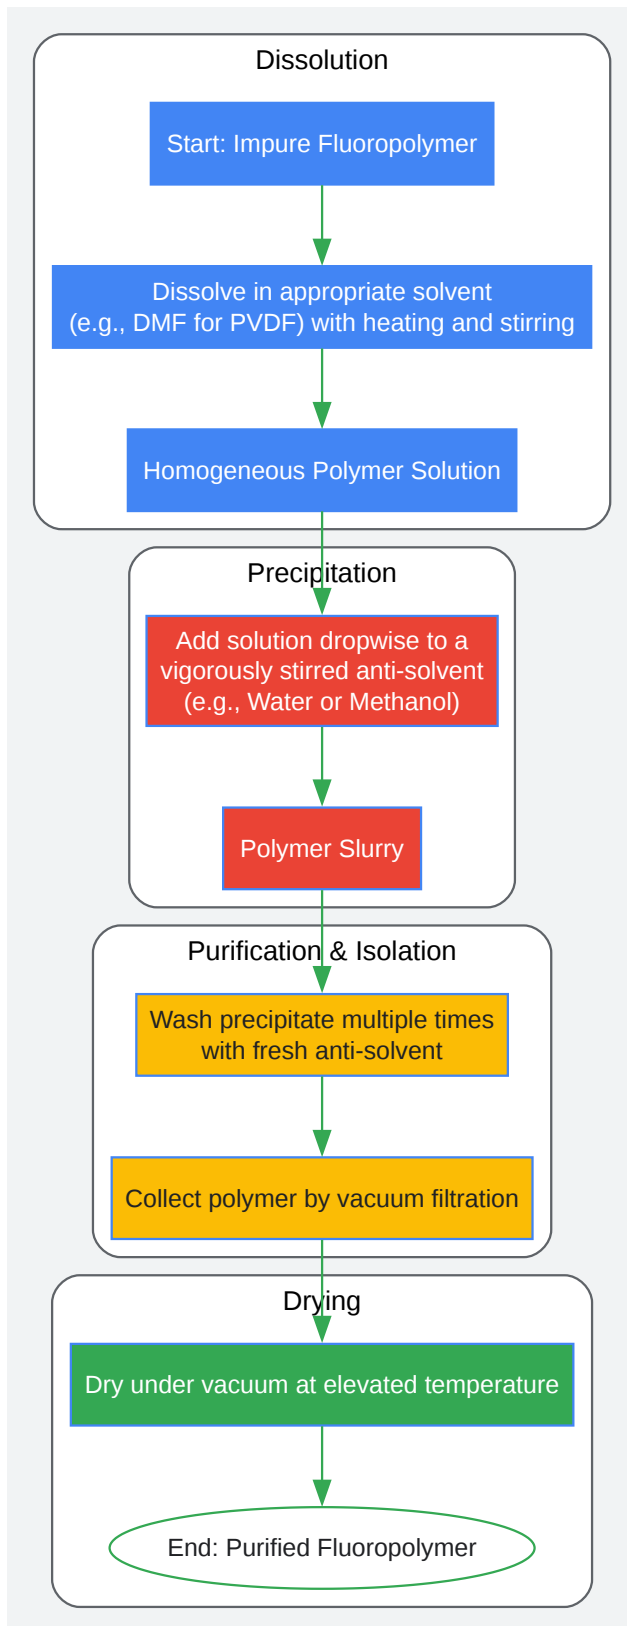 Dissolution
Start: Impure Fluoropolymer
Dissolve in appropriate solvent
(e.g., DMF for PVDF) with heating and stirring
Homogeneous Polymer Solution
Precipitation
Add solution dropwise to a
vigorously stirred anti-solvent
(e.g., Water or Methanol)
Polymer Slurry
Purification & Isolation
Wash precipitate multiple times
with fresh anti-solvent
Collect polymer by vacuum filtration
Drying
Dry under vacuum at elevated temperature
End: Purified Fluoropolymer